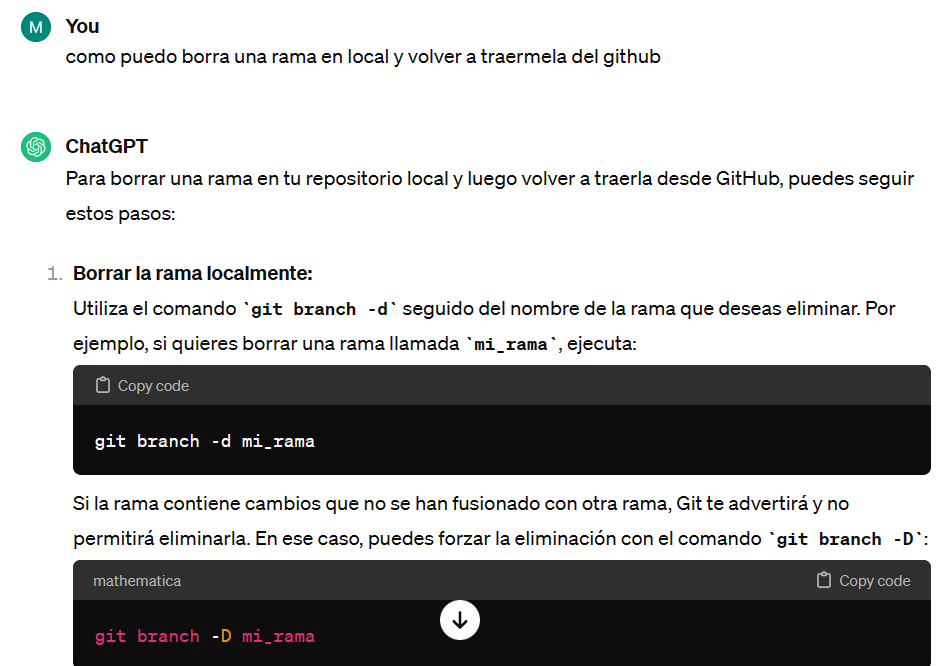 M
You
como puedo borra una rama en local y volver a traermela del github
ChatGPT
Para borrar una rama en tu repositorio local y luego volver a traerla desde GitHub, puedes seguir
estos pasos:
1. Borrar la rama localmente:
Utiliza el comando `git branch -d` seguido del nombre de la rama que deseas eliminar. Por
ejemplo, si quieres borrar una rama llamada `mi_rama`, ejecuta:
Copy code
git branch -d mi_rama
Si la rama contiene cambios que no se han fusionado con otra rama, Git te advertirá y no
permitirá eliminarla. En ese caso, puedes forzar la eliminación con el comando `git branch -D`:
mathematica Copy code
git branch -D mi_rama